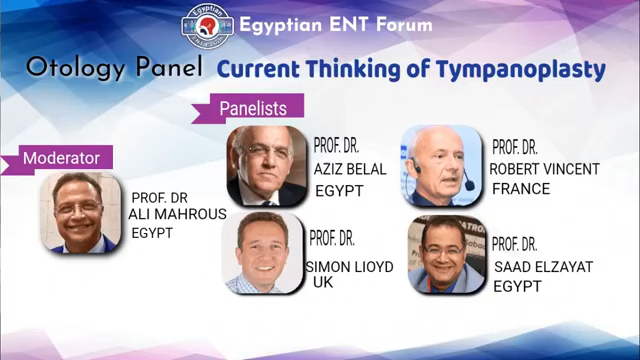 Egyptian ENT Forum
Otology Panel Current Thinking of Tympanoplasty
Panelists
Moderator
PROF. DR
ALI MAHROUS
EGYPT
PROF. DR.
AZIZ BELAL
EGYPT
PROF. DR.
ROBERT VINCENT
FRANCE
PROF. DR.
SIMON LIOYD
UK
PROF. DR.
SAAD ELZAYAT
EGYPT